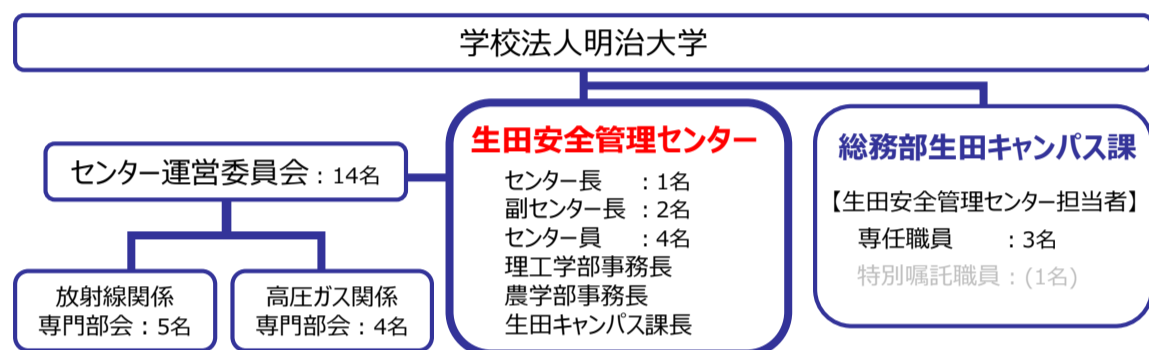 学校法人明治大学
センター運営委員会：14名
放射線関係
専門部会：5名
高圧ガス関係
専門部会：4名
生田安全管理センター
センター長　：1名
副センター長：2名
センター員　：4名
理工学部事務長
農学部事務長
生田キャンパス課長
総務部生田キャンパス課
【生田安全管理センター担当者】
専任職員　　：3名
特別嘱託職員：(1名)